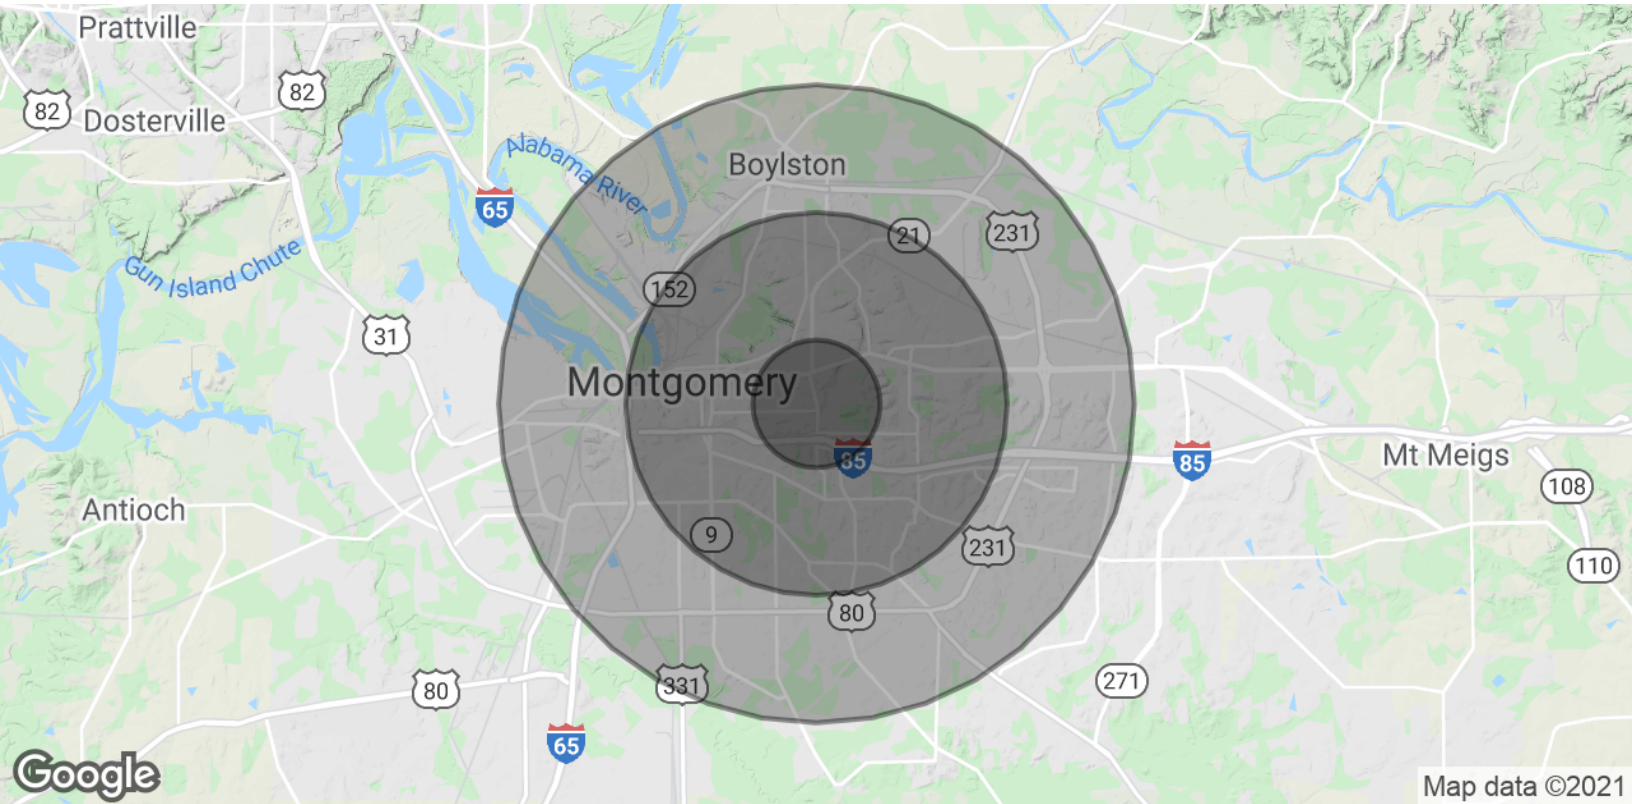 Prattville
82
82
Dosterville
Alabama River
Boylston
65
21
231
Gun Island Chute
152
31
Montgomery
85
85
Mt Meigs
108
Antioch
9
231
110
80
271
331
80
65
Google
Map data ©2021